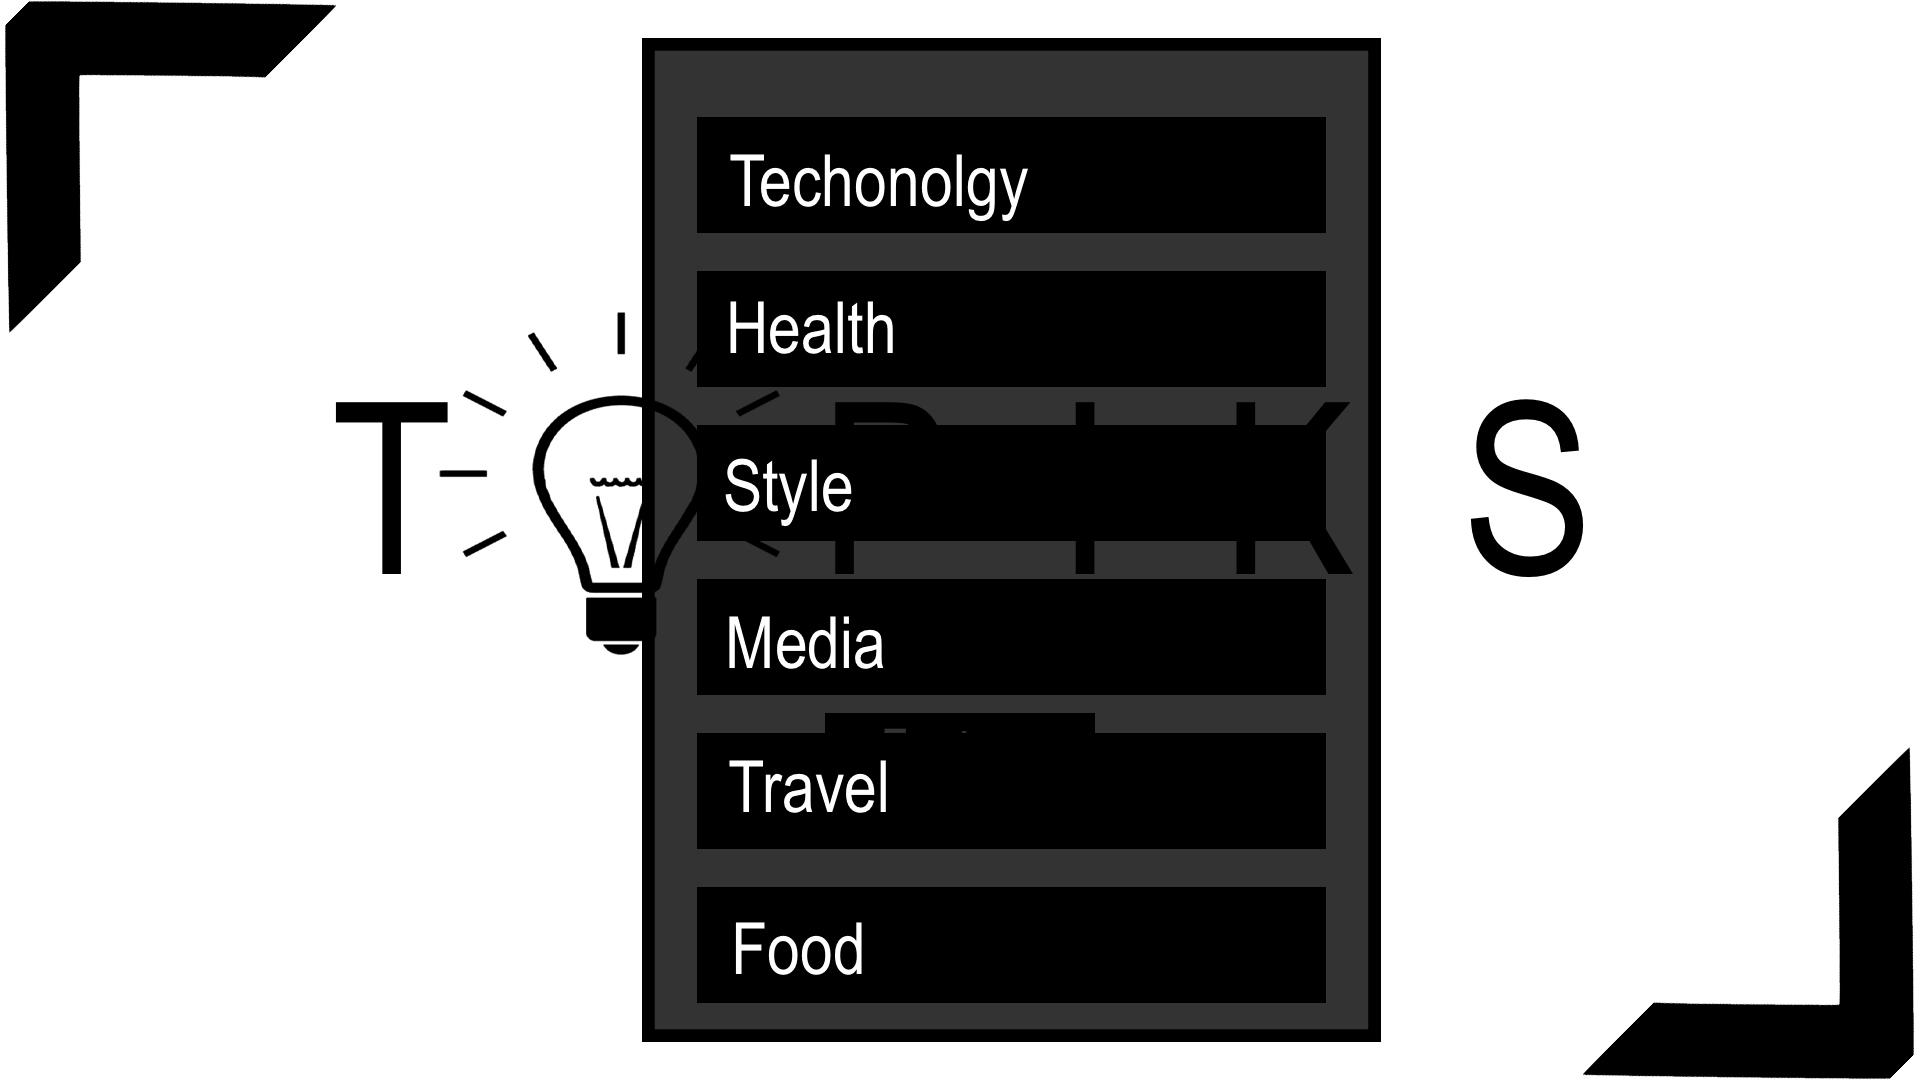 Techonolgy
Health
T P I K S
Style
Media
Travel
Food